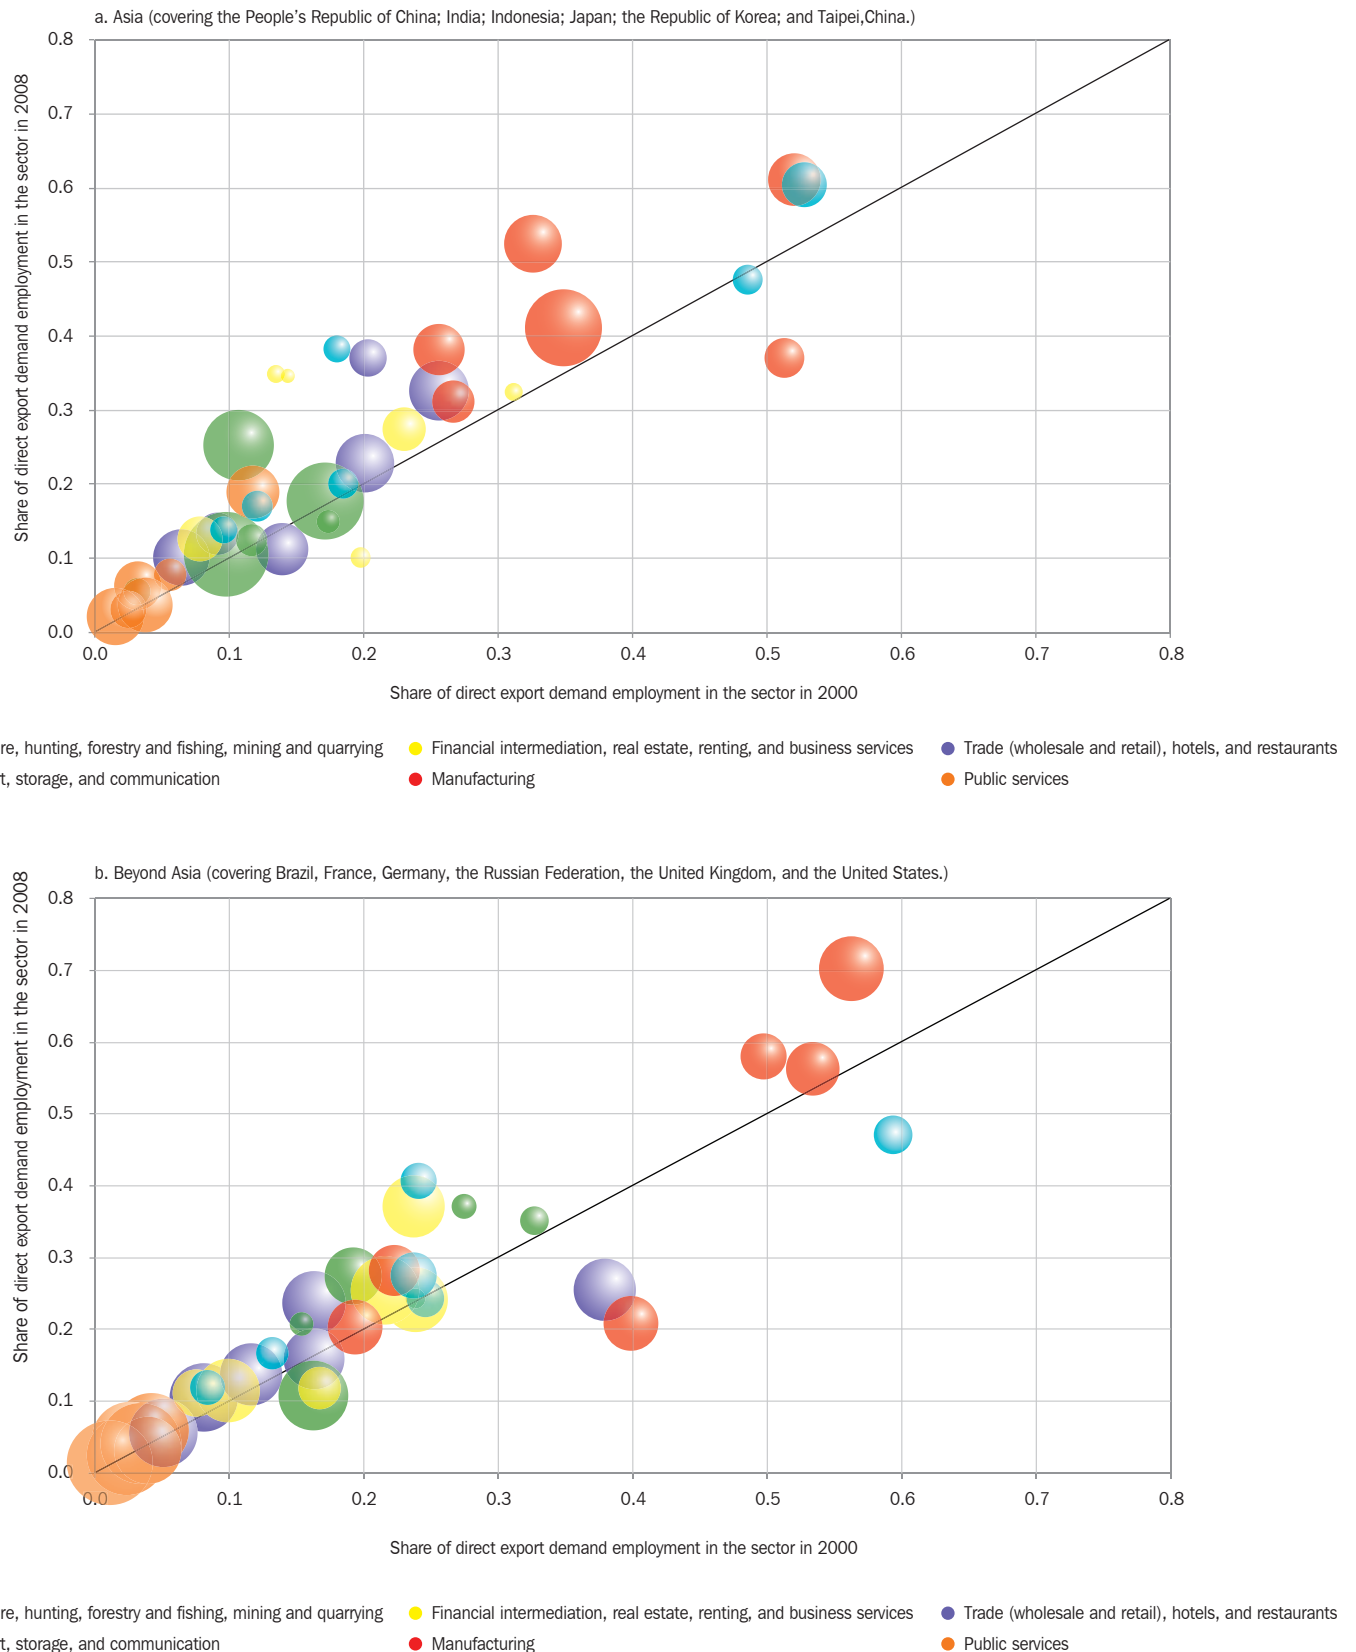 a. Asia (covering the People's Republic of China; India; Indonesia; Japan; the Republic of Korea; and Taipei,China.)
Share of direct export demand employment in the sector in 2008
0.8
0.7
0.6
0.5
0.4
0.3
0.2
0.1
0.0
0.0 0.1 0.2 0.3 0.4 0.5 0.6 0.7 0.8
Share of direct export demand employment in the sector in 2000
re, hunting, forestry and fishing, mining and quarrying Financial intermediation, real estate, renting, and business services Trade (wholesale and retail), hotels, and restaurants
t, storage, and communication Manufacturing Public services
b. Beyond Asia (covering Brazil, France, Germany, the Russian Federation, the United Kingdom, and the United States.)
Share of direct export demand employment in the sector in 2008
0.8
0.7
0.6
0.5
0.4
0.3
0.2
0.1
0.0
0.0 0.1 0.2 0.3 0.4 0.5 0.6 0.7 0.8
Share of direct export demand employment in the sector in 2000
re, hunting, forestry and fishing, mining and quarrying Financial intermediation, real estate, renting, and business services Trade (wholesale and retail), hotels, and restaurants
t, storage, and communication Manufacturing Public services